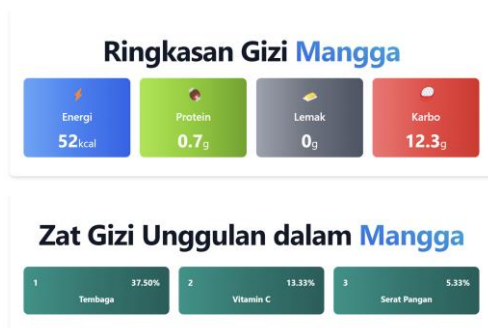 Ringkasan Gizi Mangga
Energi Protein Lemak Karbo
52kcal 0.7g 0g 12.3g
Zat Gizi Unggulan dalam Mangga
1 37.50% 2 13.33% 3 5.33%
Tembaga Vitamin C Serat Pangan